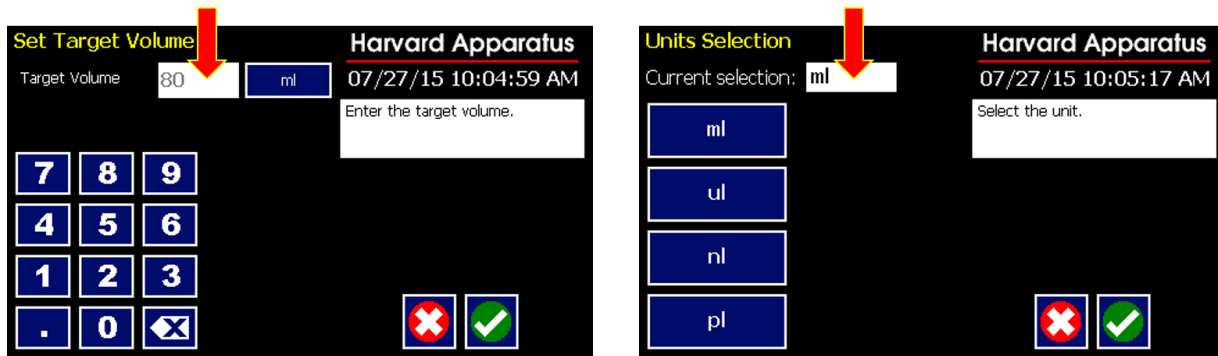 Set Target Volume
Harvard Apparatus
Target Volume 80 ml
07/27/15 10:04:59 AM
Enter the target volume.
7 8 9
4 5 6
1 2 3
. 0
Units Selection
Harvard Apparatus
Current selection: ml
07/27/15 10:05:17 AM
Select the unit.
ml
ul
nl
pl